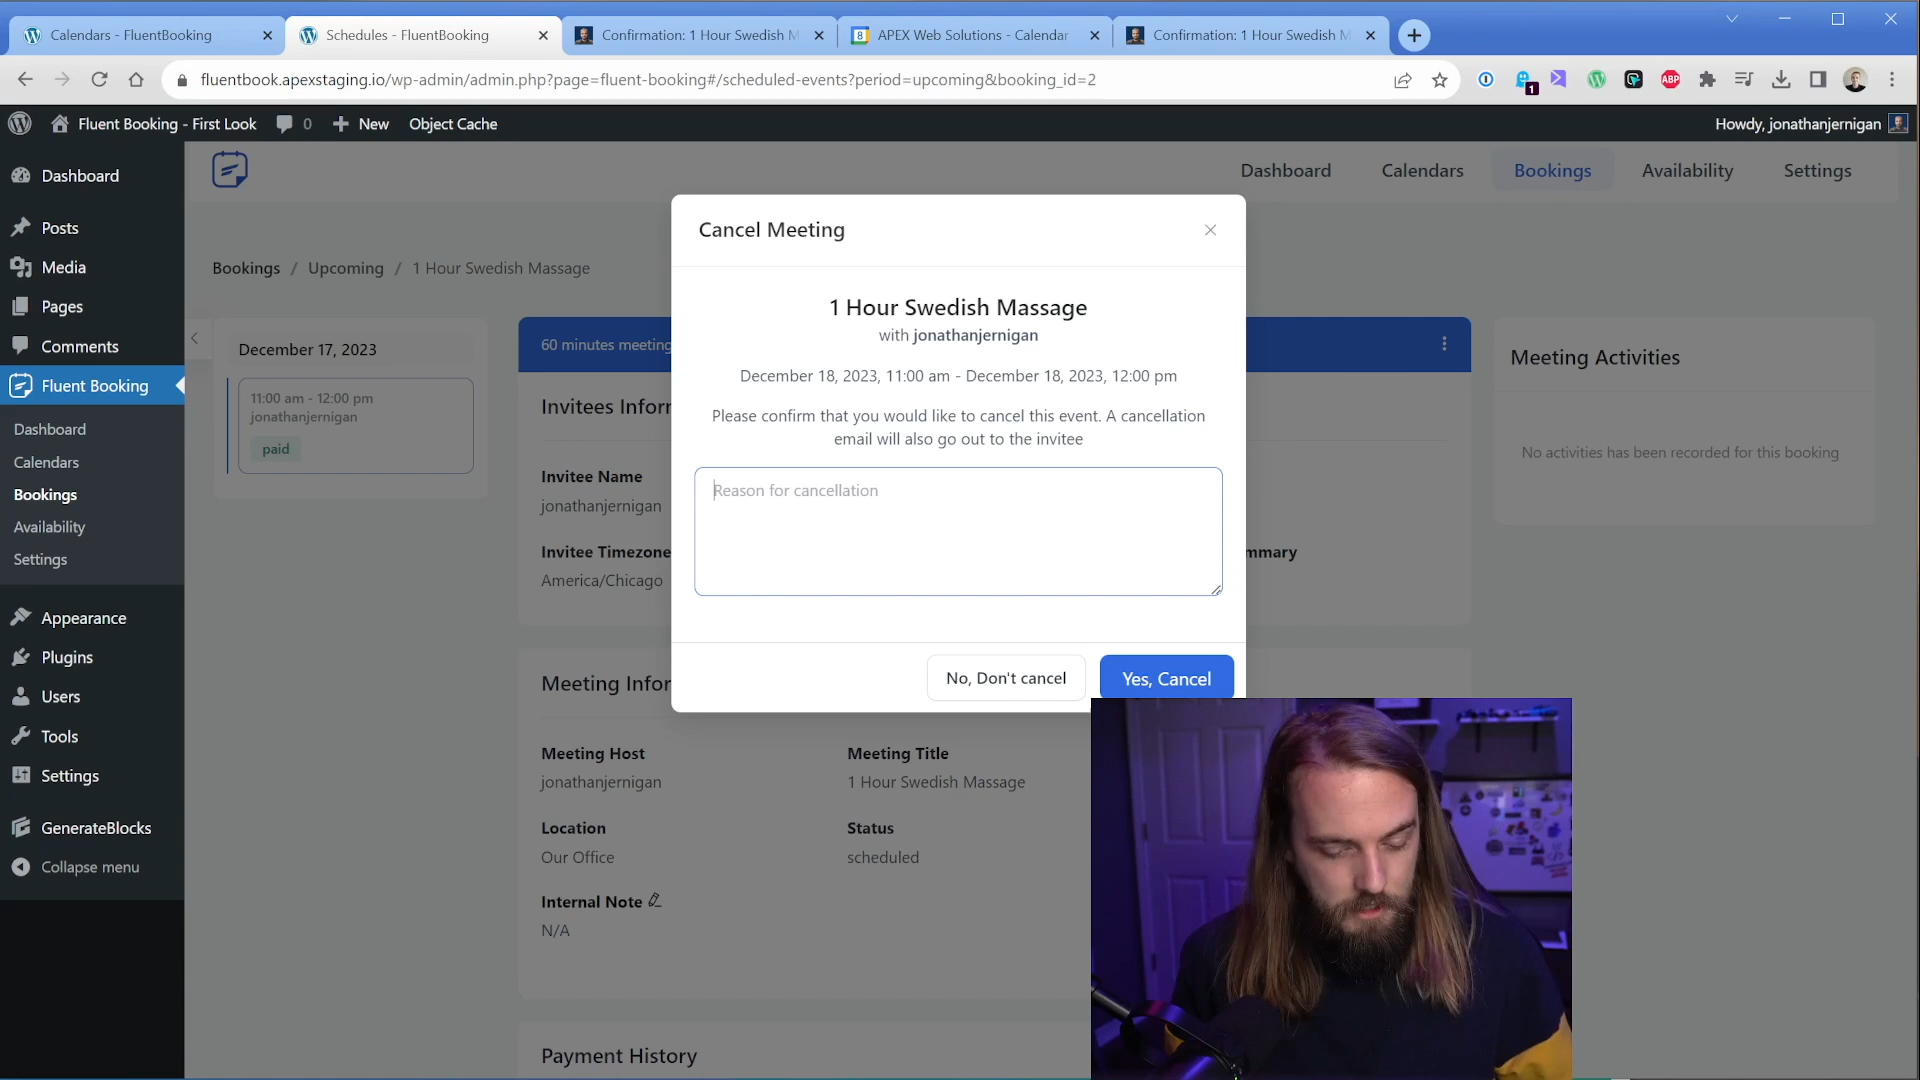 Calendars - FluentBooking
Schedules - FluentBooking
Confirmation: 1 Hour Swedish M
8
APEX Web Solutions - Calendar
Confirmation: 1 Hour Swedish M
fluentbook.apexstaging.io/wp-admin/admin.php?page=fluent-booking#/scheduled-events?period=upcoming&booking_id=2
1
ABP
Fluent Booking - First Look
0
New
Object Cache
Howdy, jonathanjernigan
Dashboard
Posts
Media
Pages
Comments
Fluent Booking
Dashboard
Calendars
Bookings
Availability
Settings
Appearance
Plugins
Users
Tools
Settings
GenerateBlocks
Collapse menu
Dashboard
Calendars
Bookings
Availability
Settings
Bookings / Upcoming / 1 Hour Swedish Massage
December 17, 2023
11:00 am - 12:00 pm
jonathanjernigan
paid
60 minutes meeting
Invitees Infor
Invitee Name
jonathanjernigan
Invitee Timezone
America/Chicago
mmary
Meeting Infor
Meeting Host
jonathanjernigan
Meeting Title
1 Hour Swedish Massage
Location
Our Office
Status
scheduled
Internal Note
N/A
Payment History
Meeting Activities
No activities has been recorded for this booking
Cancel Meeting
1 Hour Swedish Massage
with jonathanjernigan
December 18, 2023, 11:00 am - December 18, 2023, 12:00 pm
Please confirm that you would like to cancel this event. A cancellation
email will also go out to the invitee
Reason for cancellation
No, Don't cancel
Yes, Cancel